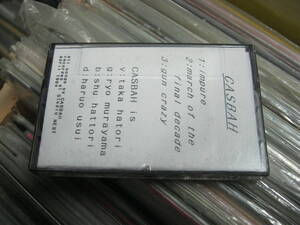 CASBAH
1:impure
2:march of the
final decade
3:gun crazy
CASBAH is
v:taka hatori
g:ryo murayama
b:shu hattori
d:haruo usui